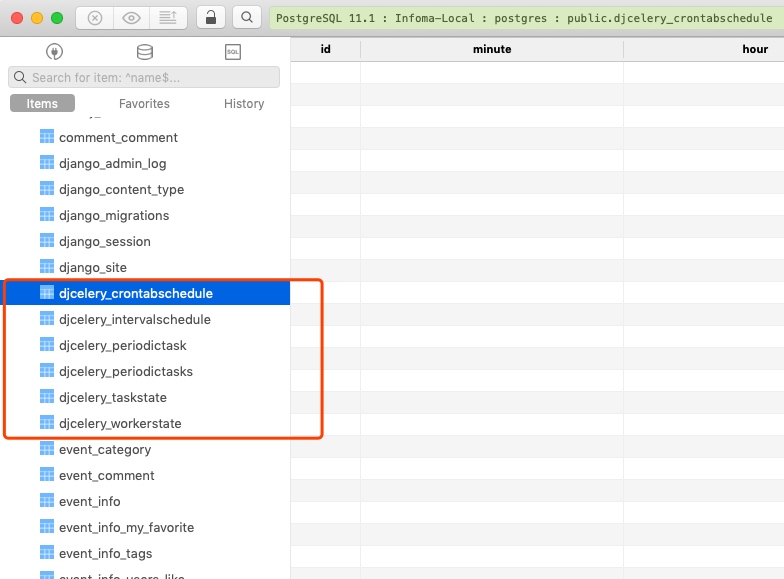 PostgreSQL 11.1 : Infoma-Local : postgres : public.djcelery_crontabschedule
SQL
Search for item: ^name$...
Items Favorites History
id minute hour
comment_comment
django_admin_log
django_content_type
django_migrations
django_session
django_site
djcelery_crontabschedule
djcelery_intervalschedule
djcelery_periodictask
djcelery_periodictasks
djcelery_taskstate
djcelery_workerstate
event_category
event_comment
event_info
event_info_my_favorite
event_info_tags
event_info_users_like